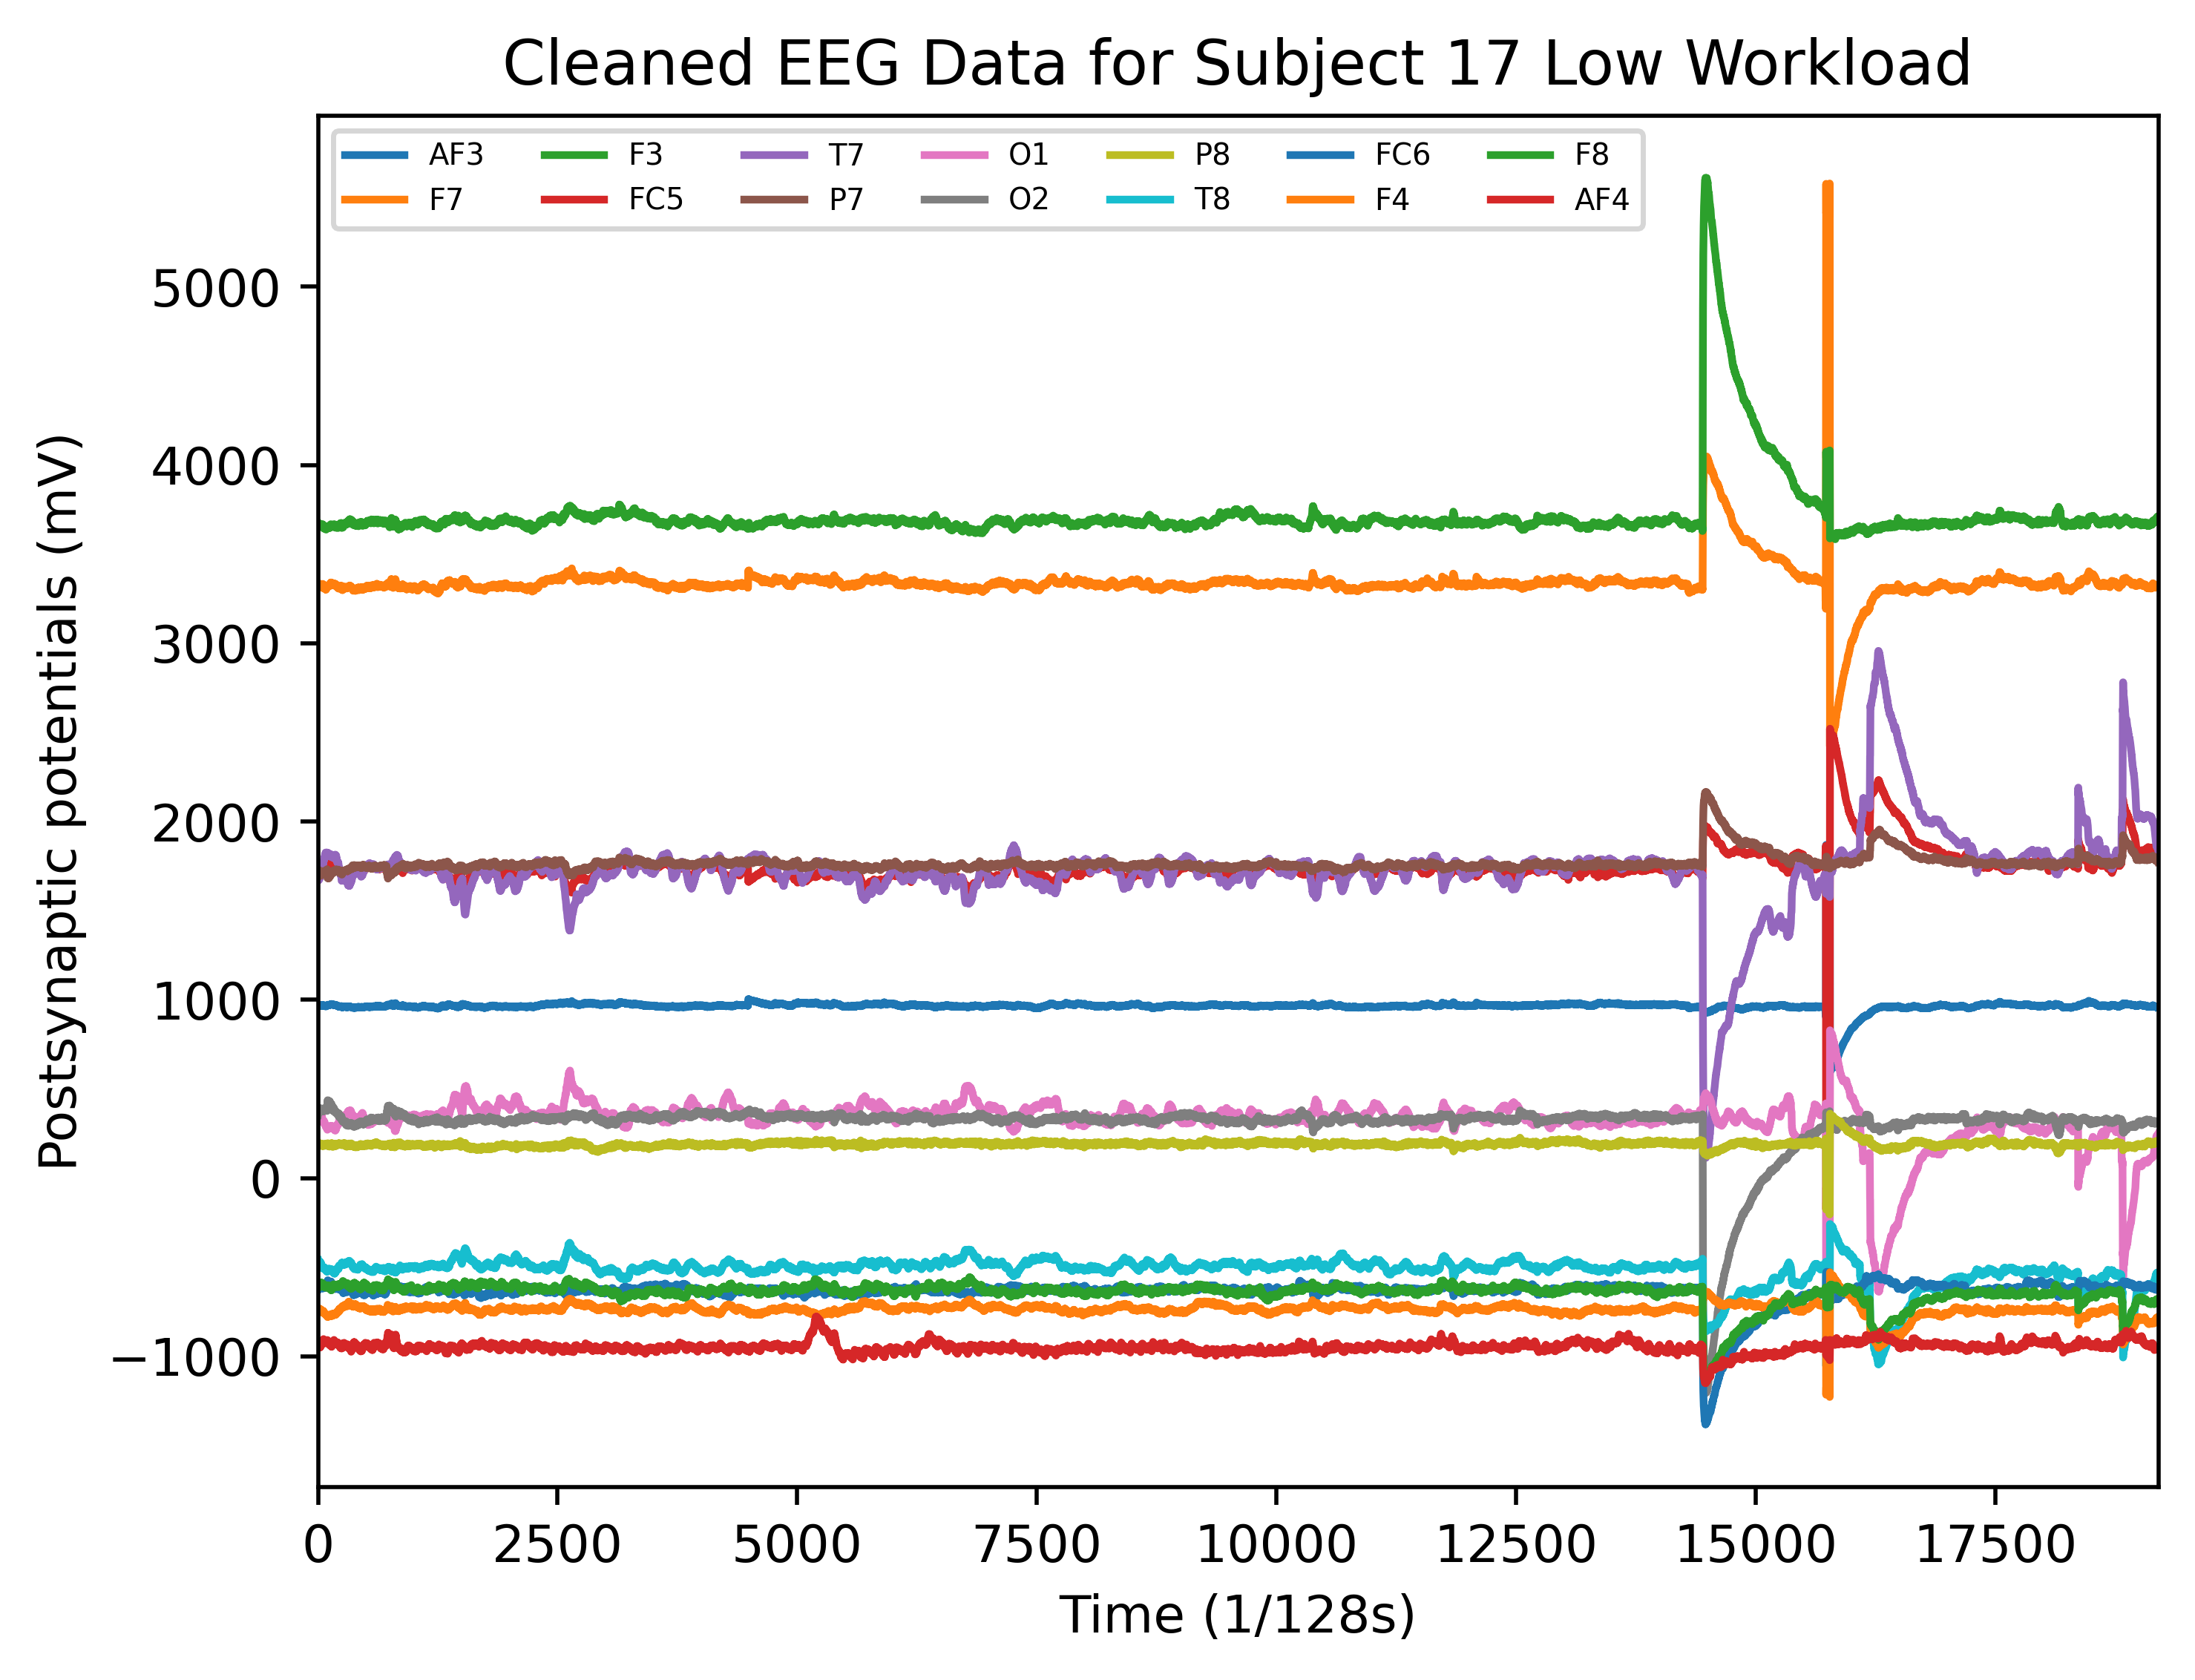 Cleaned EEG Data for Subject 17 Low Workload
AF3 F3 T7 O1 P8 FC6 F8
F7 FC5 P7 O2 T8 F4 AF4
Postsynaptic potentials (mV)
5000
4000
3000
2000
1000
0
−1000
0 2500 5000 7500 10000 12500 15000 17500
Time (1/128s)